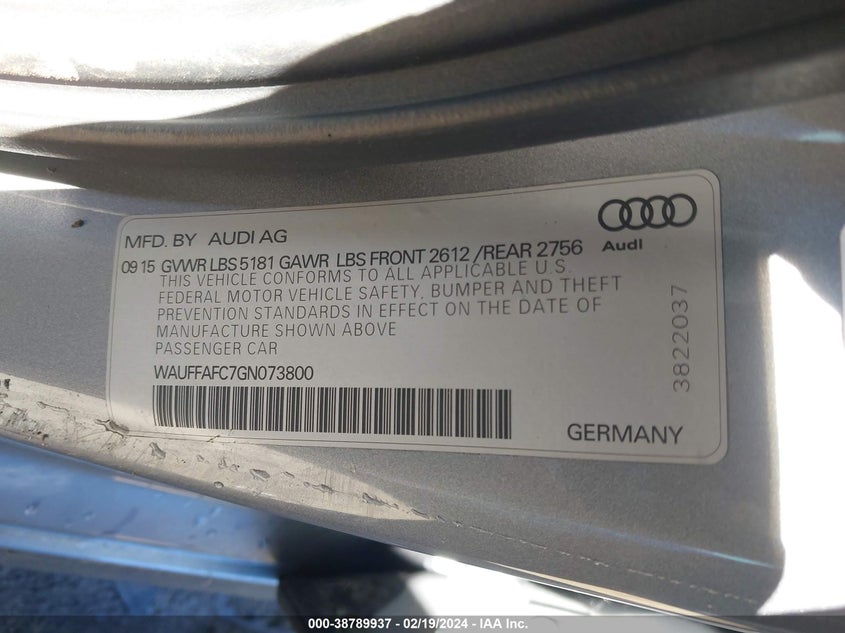 MFD. BY AUDI AG
Audi
09 15 GVWR LBS 5181 GAWR LBS FRONT 2612 /REAR 2756
THIS VEHICLE CONFORMS TO ALL APPLICABLE U.S.
FEDERAL MOTOR VEHICLE SAFETY, BUMPER AND THEFT
PREVENTION STANDARDS IN EFFECT ON THE DATE OF
MANUFACTURE SHOWN ABOVE
PASSENGER CAR
WAUFFAFC7GN073800
GERMANY
3822037
000-38789937 - 02/19/2024 - IAA Inc.